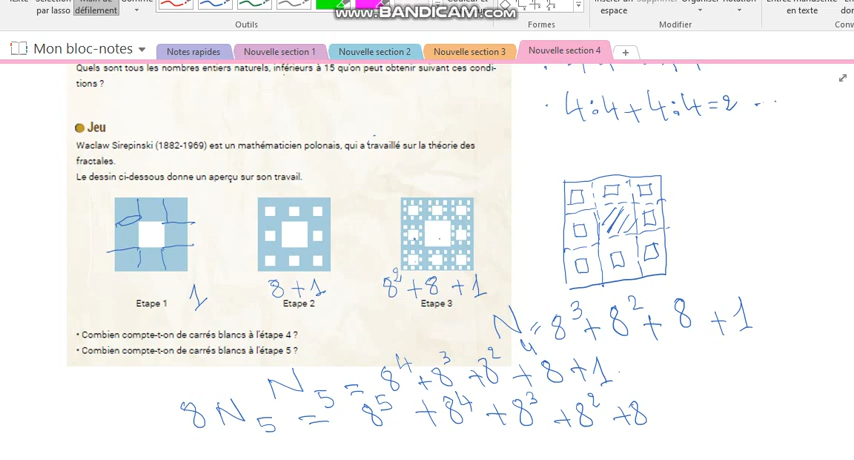 WWW.BANDICAM.COM
par lasso défilement
Outils
Formes
espace
Modifier
Mon bloc-notes
Notes rapides
Nouvelle section 1
Nouvelle section 2
Nouvelle section 3
Nouvelle section 4
+
Quels sont tous les nombres entiers naturels, inférieurs à 15 qu'on peut obtenir suivant ces condi-
tions ?
4:4+4:4=2 ...
Jeu
Waclaw Sirepinski (1882-1969) est un mathématicien polonais, qui a travaillé sur la théorie des
fractales.
Le dessin ci-dessous donne un aperçu sur son travail.
1
8+1
8²+8+1
Etape 1
Etape 2
Etape 3
N₄=8³+8²+8+1
• Combien compte-t-on de carrés blancs à l'étape 4 ?
• Combien compte-t-on de carrés blancs à l'étape 5 ?
N₅=8⁴+8³+8²+8+1.
8N₅=8⁵+8⁴+8³+8²+8